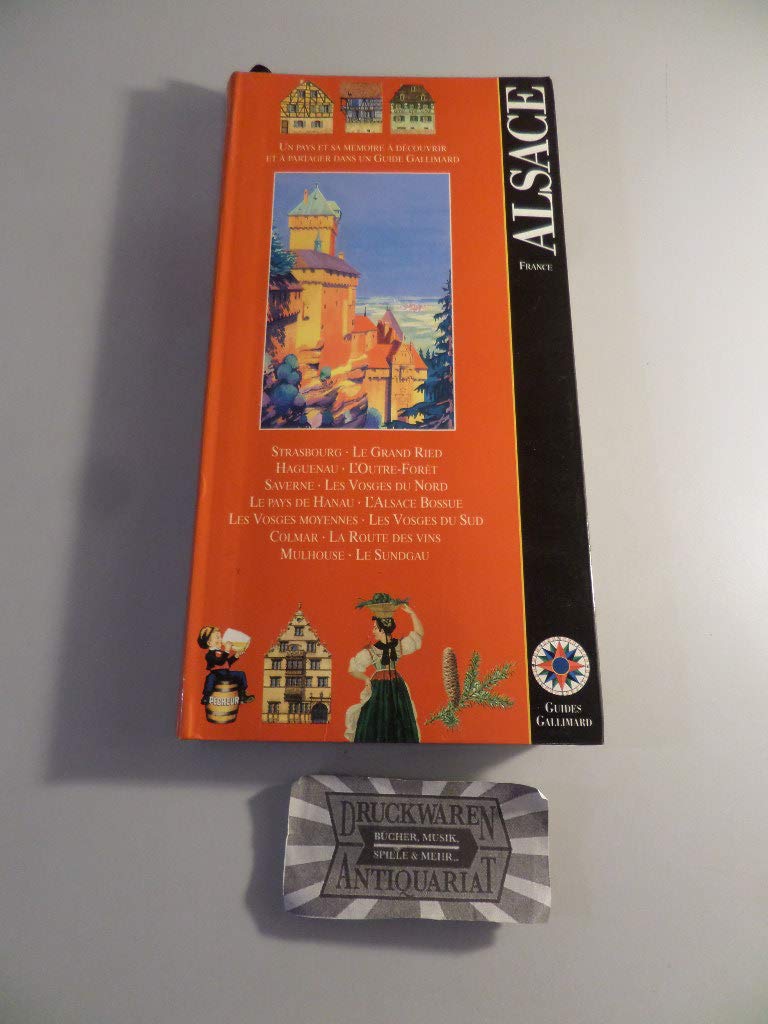 UN PAYS ET SA MÉMOIRE À DÉCOUVRIR
ET À PARTAGER DANS UN GUIDE GALLIMARD
ALSACE
FRANCE
STRASBOURG · LE GRAND RIED
HAGUENAU · L'OUTRE-FORÊT
SAVERNE · LES VOSGES DU NORD
LE PAYS DE HANAU · L'ALSACE BOSSUE
LES VOSGES MOYENNES · LES VOSGES DU SUD
COLMAR · LA ROUTE DES VINS
MULHOUSE · LE SUNDGAU
PÊCHEUR
GUIDES
GALLIMARD
DRUCKWAREN
BÜCHER, MUSIK,
SPIELE & MEHR...
ANTIQUARIAT